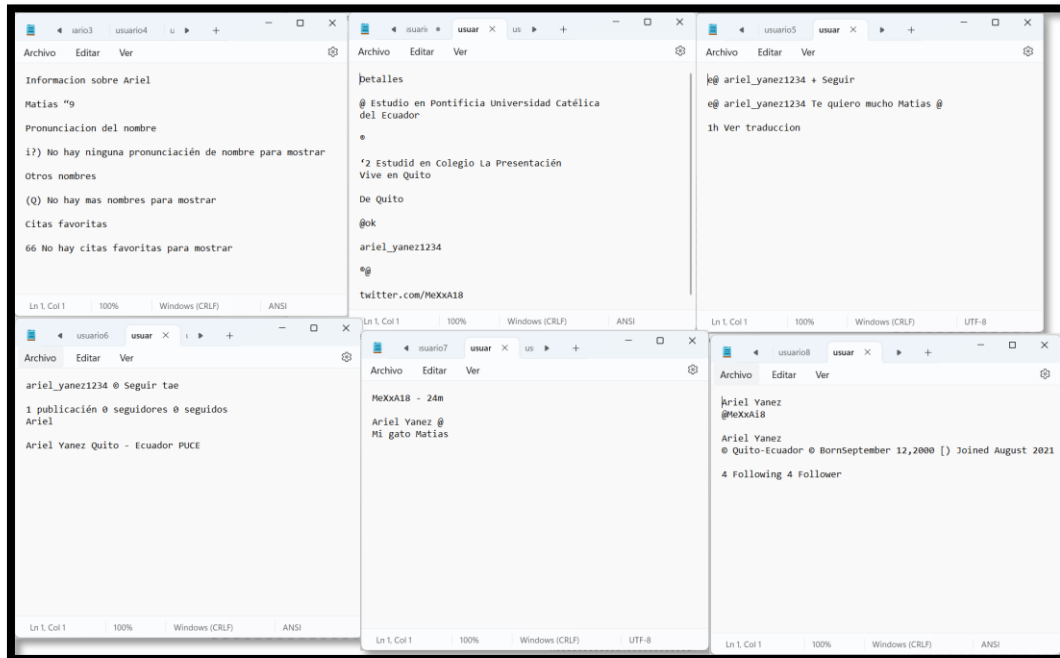 uario3 usuario4 u +
Archivo Editar Ver
Informacion sobre Ariel
Matias “9
Pronunciacion del nombre
i?) No hay ninguna pronunciación de nombre para mostrar
Otros nombres
(Q) No hay mas nombres para mostrar
Citas favoritas
66 No hay citas favoritas para mostrar
Ln 1, Col 1 100% Windows (CRLF) ANSI
usuari usuar us +
Archivo Editar Ver
Detalles
@ Estudio en Pontificia Universidad Católica
del Ecuador
®
‘2 Estudid en Colegio La Presentación
Vive en Quito
De Quito
@ok
ariel_yanez1234
®@
twitter.com/MeXxA18
Ln 1, Col 1 100% Windows (CRLF) ANSI
usuario5 usuar +
Archivo Editar Ver
e@ ariel_yanez1234 + Seguir
e@ ariel_yanez1234 Te quiero mucho Matias @
1h Ver traduccion
Ln 1, Col 1 100% Windows (CRLF) UTF-8
usuario6 usuar +
Archivo Editar Ver
ariel_yanez1234 © Seguir tae
1 publicación 0 seguidores 0 seguidos
Ariel
Ariel Yanez Quito - Ecuador PUCE
Ln 1, Col 1 100% Windows (CRLF) ANSI
usuario7 usuar us +
Archivo Editar Ver
MeXxA18 - 24m
Ariel Yanez @
Mi gato Matias
Ln 1, Col 1 100% Windows (CRLF) UTF-8
usuario8 usuar +
Archivo Editar Ver
Ariel Yanez
@MeXxAi8
Ariel Yanez
© Quito-Ecuador © BornSeptember 12,2000 [) Joined August 2021
4 Following 4 Follower
Ln 1, Col 1 100% Windows (CRLF) ANSI